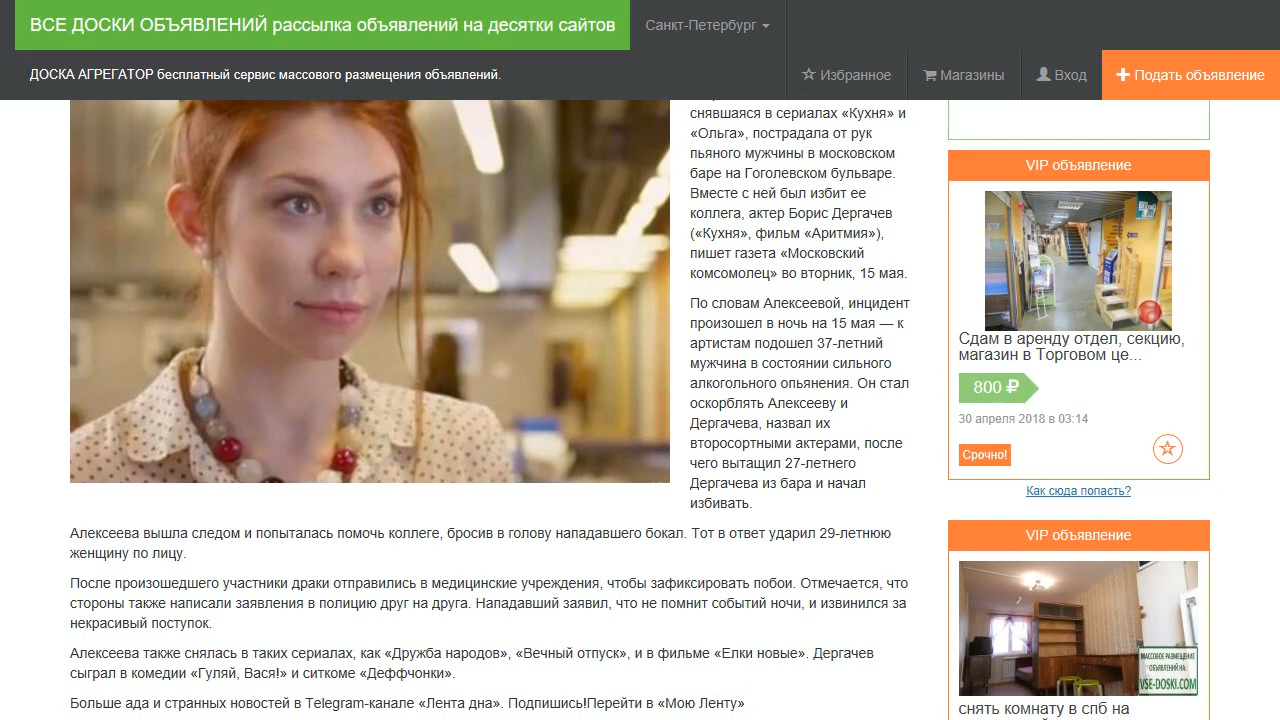 ВСЕ ДОСКИ ОБЪЯВЛЕНИЙ рассылка объявлений на десятки сайтов
Санкт-Петербург
ДОСКА АГРЕГАТОР бесплатный сервис массового размещения объявлений.
Избранное
Магазины
Вход
Подать объявление
снявшаяся в сериалах «Кухня» и
«Ольга», пострадала от рук
пьяного мужчины в московском
баре на Гоголевском бульваре.
Вместе с ней был избит ее
коллега, актер Борис Дергачев
(«Кухня», фильм «Аритмия»),
пишет газета «Московский
комсомолец» во вторник, 15 мая.
По словам Алексеевой, инцидент
произошел в ночь на 15 мая — к
артистам подошел 37-летний
мужчина в состоянии сильного
алкогольного опьянения. Он стал
оскорблять Алексееву и
Дергачева, назвал их
второсортными актерами, после
чего вытащил 27-летнего
Дергачева из бара и начал
избивать.
Алексеева вышла следом и попыталась помочь коллеге, бросив в голову нападавшего бокал. Тот в ответ ударил 29-летнюю
женщину по лицу.
После произошедшего участники драки отправились в медицинские учреждения, чтобы зафиксировать побои. Отмечается, что
стороны также написали заявления в полицию друг на друга. Нападавший заявил, что не помнит событий ночи, и извинился за
некрасивый поступок.
Алексеева также снялась в таких сериалах, как «Дружба народов», «Вечный отпуск», и в фильме «Елки новые». Дергачев
сыграл в комедии «Гуляй, Вася!» и ситкоме «Деффчонки».
Больше ада и странных новостей в Telegram-канале «Лента дна». Подпишись!Перейти в «Мою Ленту»
VIP объявление
Сдам в аренду отдел, секцию,
магазин в Торговом це...
800 ₽
30 апреля 2018 в 03:14
Срочно!
Как сюда попасть?
VIP объявление
МАССОВОЕ РАЗМЕЩЕНИЕ
ОБЪЯВЛЕНИЙ НА:
VSE-DOSKI.COM
снять комнату в спб на